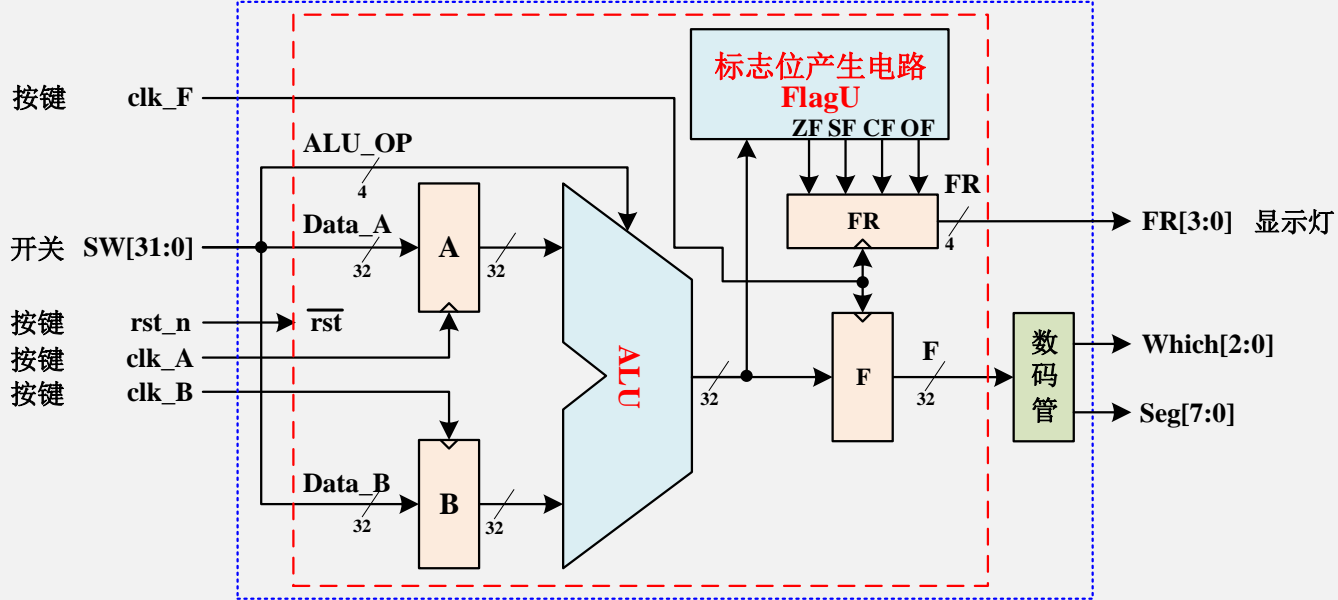 标志位产生电路
FlagU
ZF SF CF OF
按键 clk_F
ALU_OP
4
FR
FR
4
FR[3:0] 显示灯
开关 SW[31:0]
Data_A
32
A
32
按键 rst_n
rst
按键 clk_A
按键 clk_B
ALU
32
F
F
32
数码管
Which[2:0]
Seg[7:0]
Data_B
32
B
32